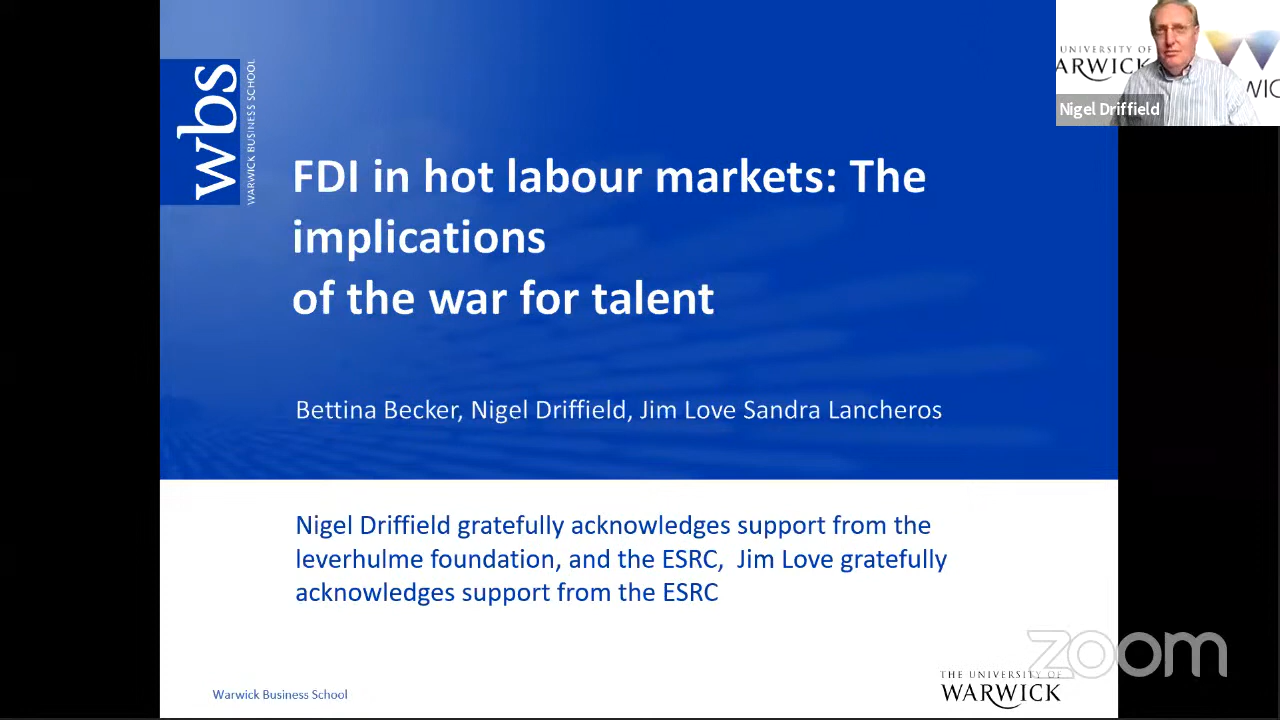 UNIVERSITY OF
WARWICK
Nigel Driffield
wbs
WARWICK BUSINESS SCHOOL
FDI in hot labour markets: The
implications
of the war for talent
Bettina Becker, Nigel Driffield, Jim Love Sandra Lancheros
Nigel Driffield gratefully acknowledges support from the
leverhulme foundation, and the ESRC, Jim Love gratefully
acknowledges support from the ESRC
zoom
Warwick Business School
THE UNIVERSITY OF
WARWICK